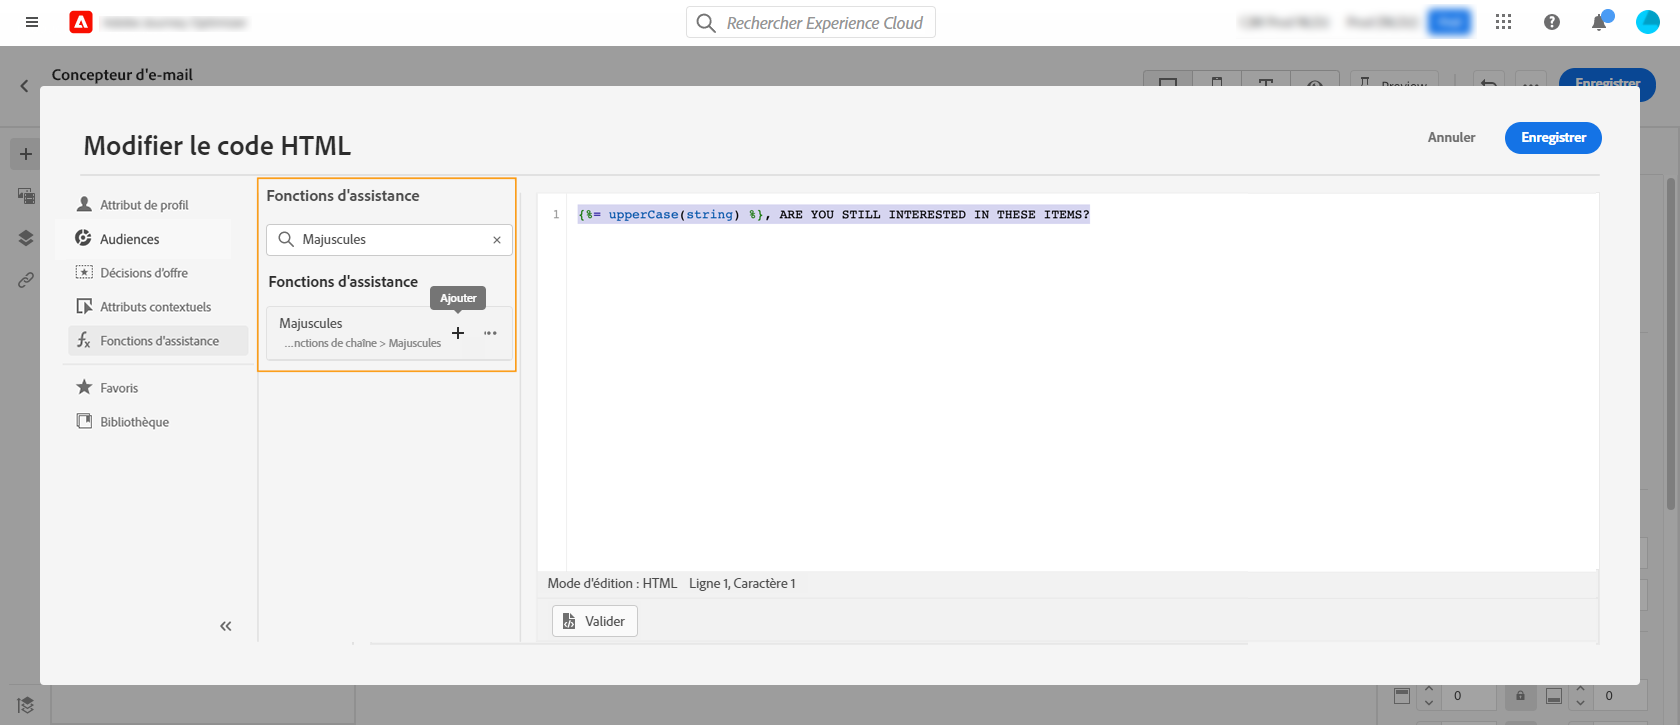 Rechercher Experience Cloud
Concepteur d'e-mail
Preview
Enregistrer
Modifier le code HTML
Annuler
Enregistrer
Attribut de profil
Audiences
Décisions d'offre
Attributs contextuels
Fonctions d'assistance
Favoris
Bibliothèque
Fonctions d'assistance
Majuscules
Fonctions d'assistance
Ajouter
Majuscules
...nctions de chaîne > Majuscules
1 {%= upperCase(string) %}, ARE YOU STILL INTERESTED IN THESE ITEMS?
Mode d'édition : HTML Ligne 1, Caractère 1
Valider
0 0